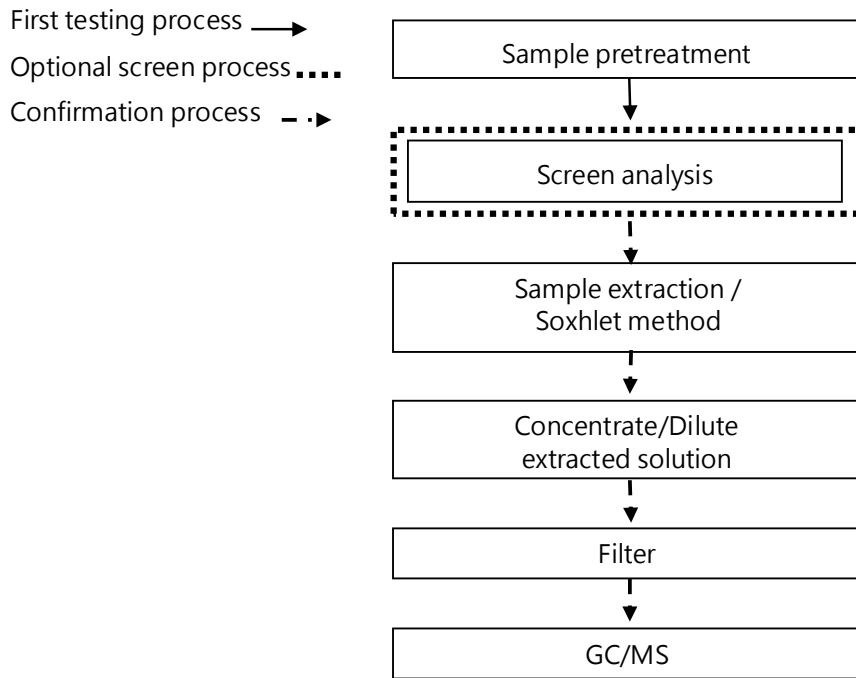 First testing process
Optional screen process
Confirmation process
Sample pretreatment
Screen analysis
Sample extraction /
Soxhlet method
Concentrate/Dilute
extracted solution
Filter
GC/MS